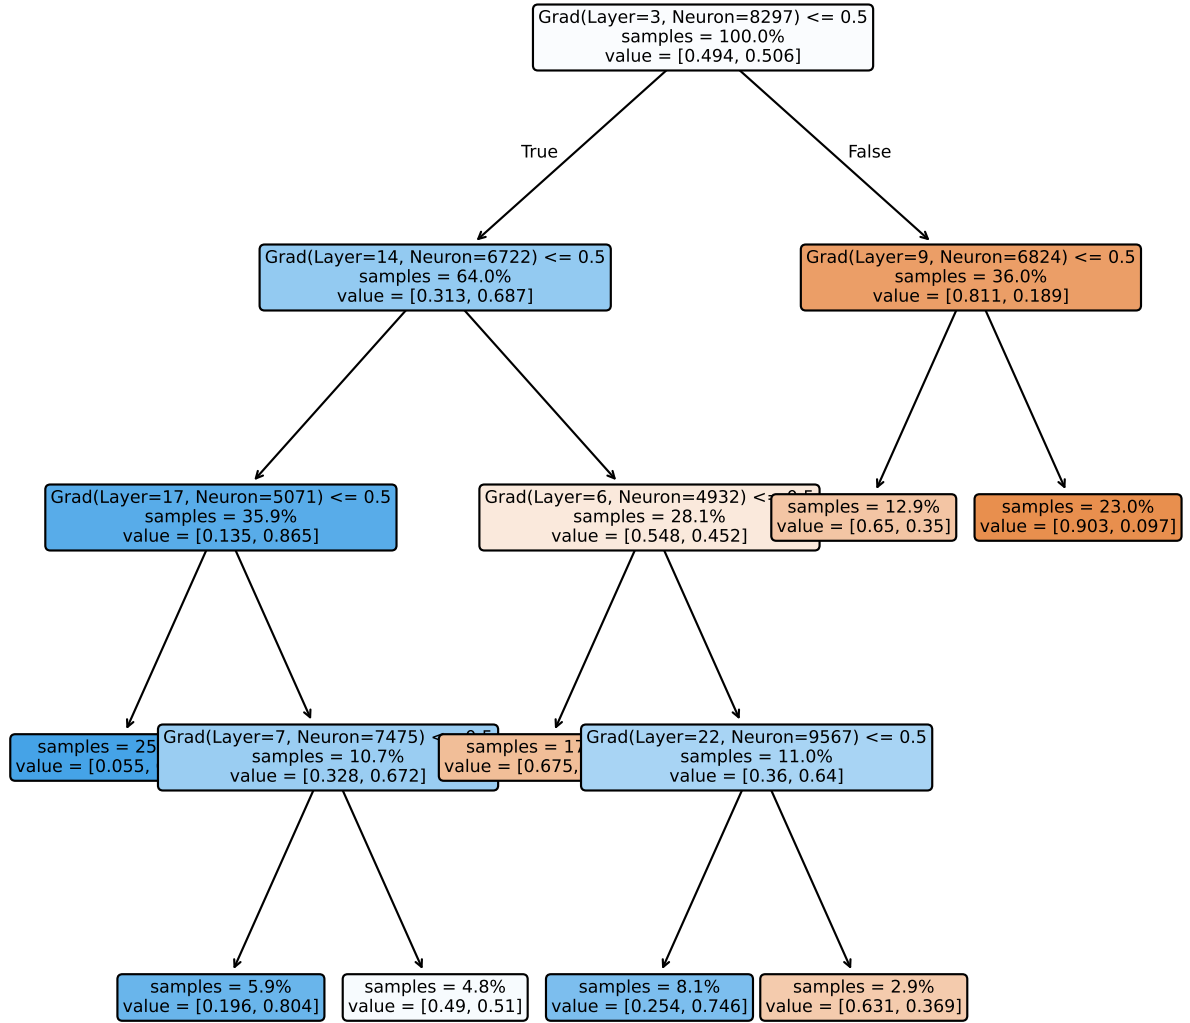 Grad(Layer=3, Neuron=8297) <= 0.5
samples = 100.0%
value = [0.494, 0.506]
True
False
Grad(Layer=14, Neuron=6722) <= 0.5
samples = 64.0%
value = [0.313, 0.687]
Grad(Layer=9, Neuron=6824) <= 0.5
samples = 36.0%
value = [0.811, 0.189]
Grad(Layer=17, Neuron=5071) <= 0.5
samples = 35.9%
value = [0.135, 0.865]
Grad(Layer=6, Neuron=4932) <= 0.5
samples = 28.1%
value = [0.548, 0.452]
samples = 12.9%
value = [0.65, 0.35]
samples = 23.0%
value = [0.903, 0.097]
samples = 25
value = [0.055,
Grad(Layer=7, Neuron=7475) <= 0.5
samples = 10.7%
value = [0.328, 0.672]
samples = 17
value = [0.675,
Grad(Layer=22, Neuron=9567) <= 0.5
samples = 11.0%
value = [0.36, 0.64]
samples = 5.9%
value = [0.196, 0.804]
samples = 4.8%
value = [0.49, 0.51]
samples = 8.1%
value = [0.254, 0.746]
samples = 2.9%
value = [0.631, 0.369]